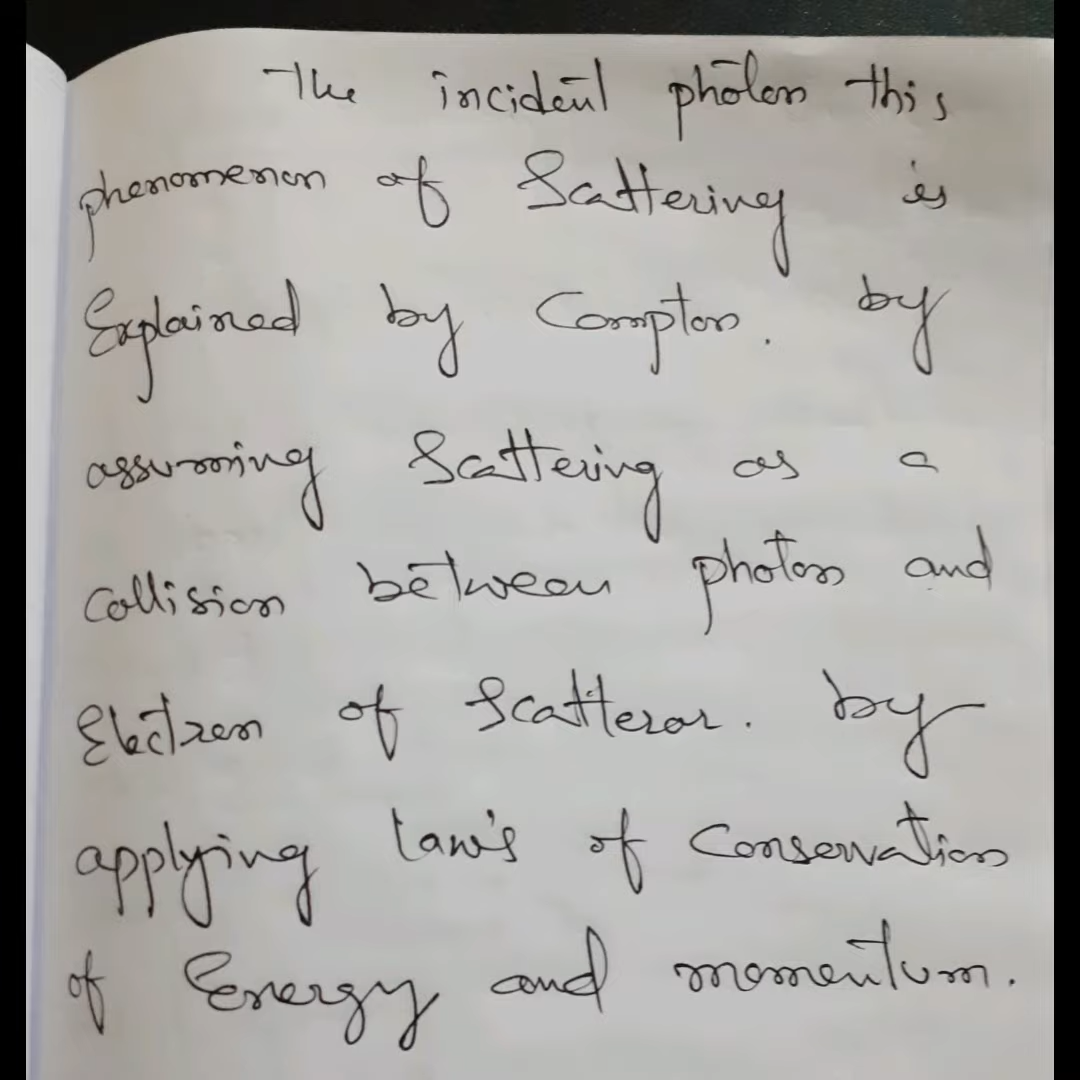 The incident photon this
phenomenon of Scattering is
Explained by Compton. by
assuming Scattering as a
Collision between photon and
Electron of Scatteror. by
applying law's of Conservation
of Energy and momentum.